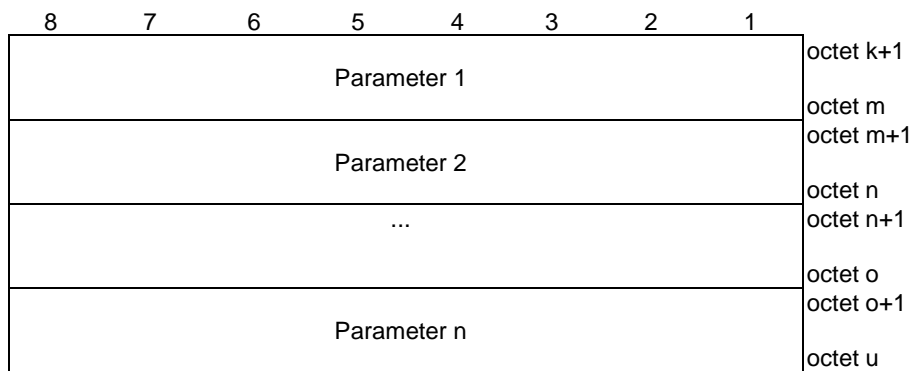 8 7 6 5 4 3 2 1
octet k+1
Parameter 1
octet m
octet m+1
Parameter 2
octet n
...
octet n+1
octet o
octet o+1
Parameter n
octet u